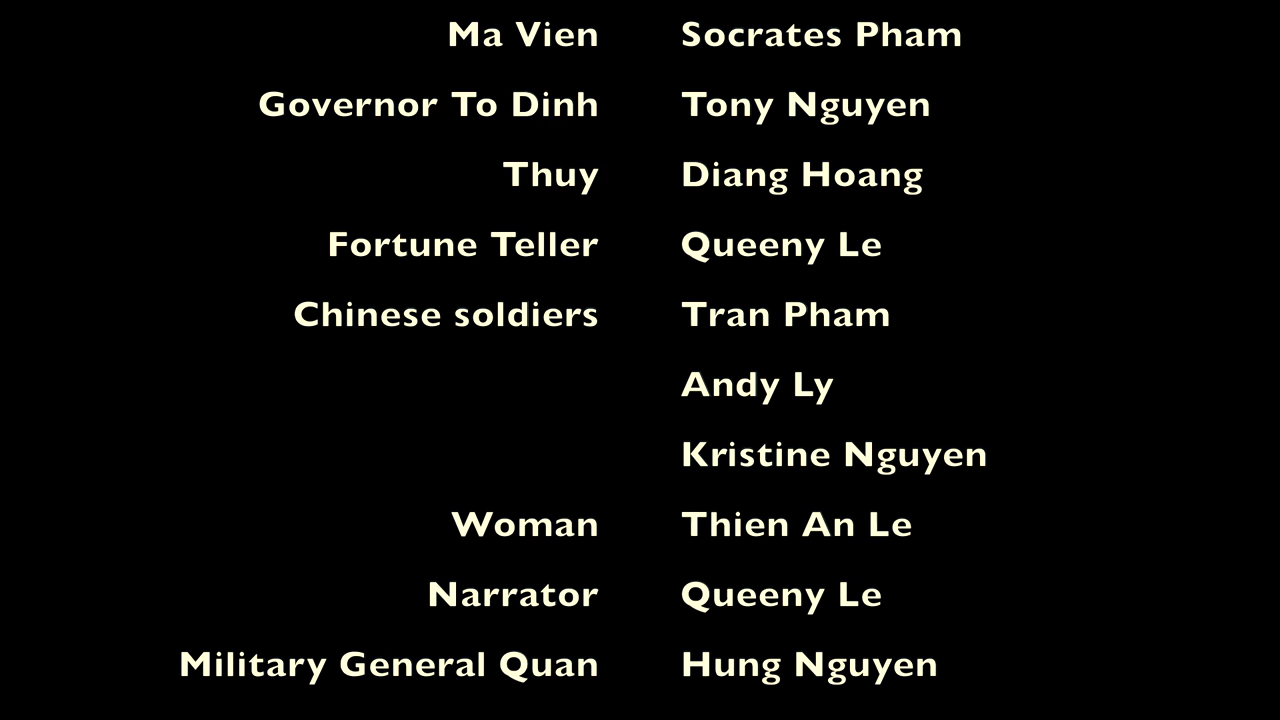 Ma Vien Socrates Pham
Governor To Dinh Tony Nguyen
Thuy Diang Hoang
Fortune Teller Queeny Le
Chinese soldiers Tran Pham
Andy Ly
Kristine Nguyen
Woman Thien An Le
Narrator Queeny Le
Military General Quan Hung Nguyen